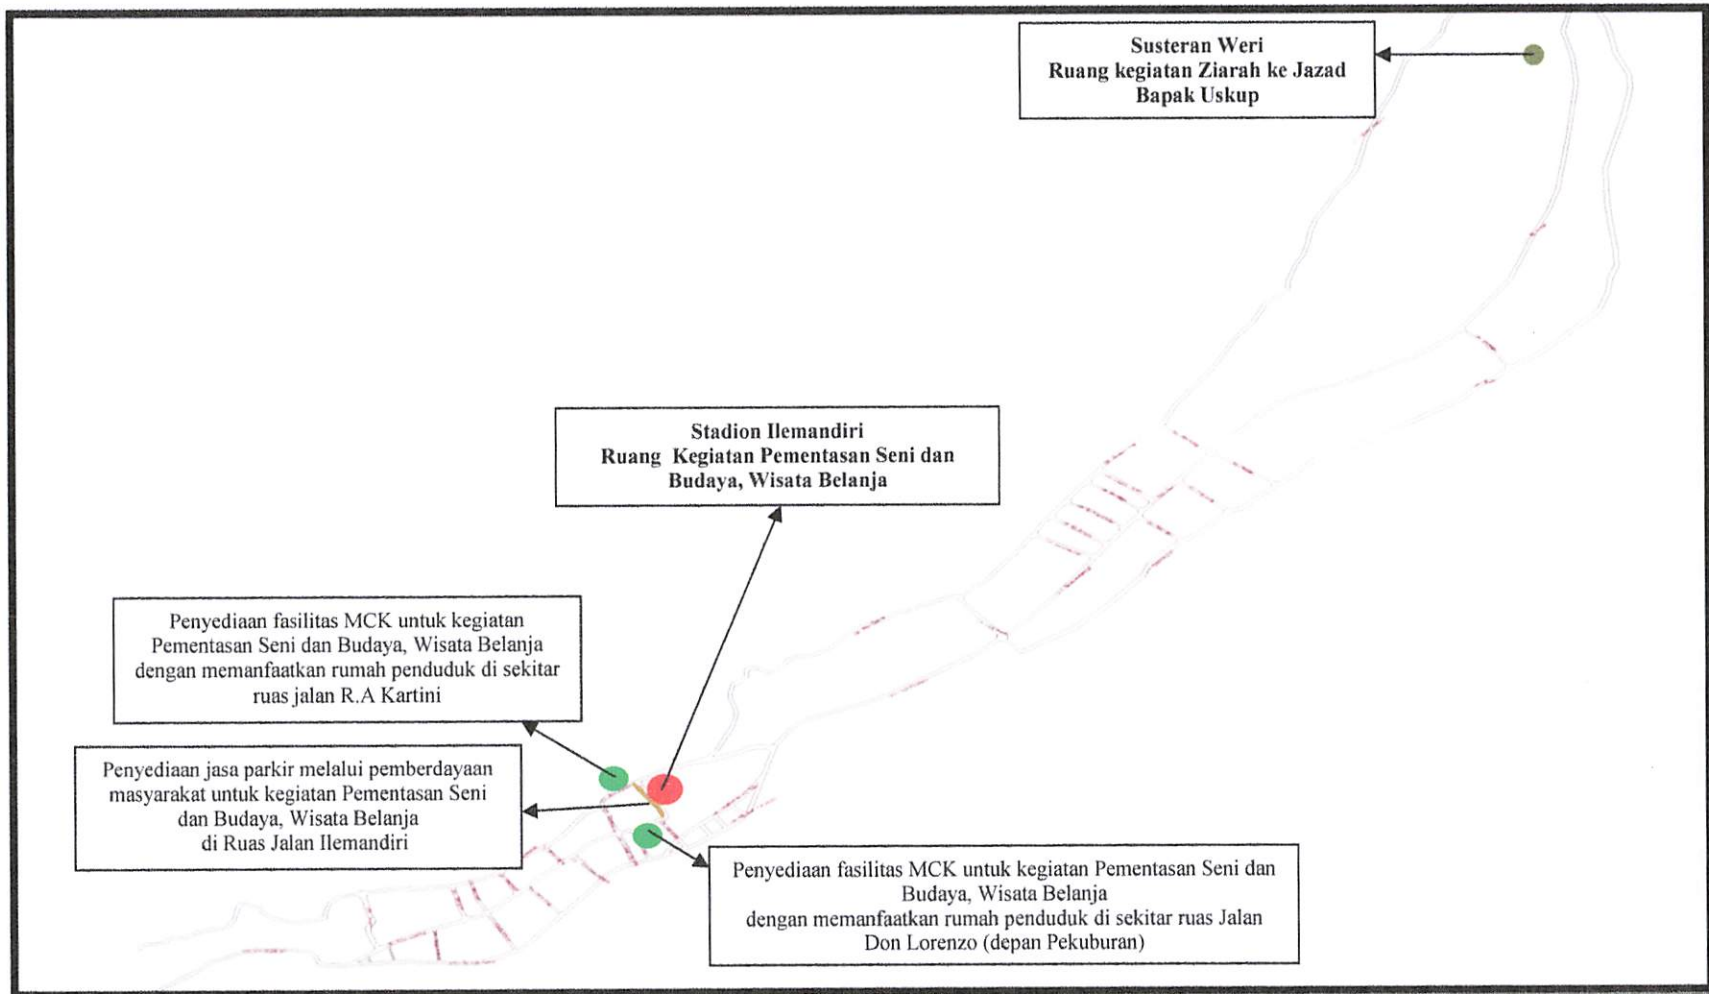 Susteran Weri
Ruang kegiatan Ziarah ke Jazad
Bapak Uskup
Stadion Ilemandiri
Ruang Kegiatan Pementasan Seni dan
Budaya, Wisata Belanja
Penyediaan fasilitas MCK untuk kegiatan
Pementasan Seni dan Budaya, Wisata Belanja
dengan memanfaatkan rumah penduduk di sekitar
ruas jalan R.A Kartini
Penyediaan jasa parkir melalui pemberdayaan
masyarakat untuk kegiatan Pementasan Seni
dan Budaya, Wisata Belanja
di Ruas Jalan Ilemandiri
Penyediaan fasilitas MCK untuk kegiatan Pementasan Seni dan
Budaya, Wisata Belanja
dengan memanfaatkan rumah penduduk di sekitar ruas Jalan
Don Lorenzo (depan Pekuburan)